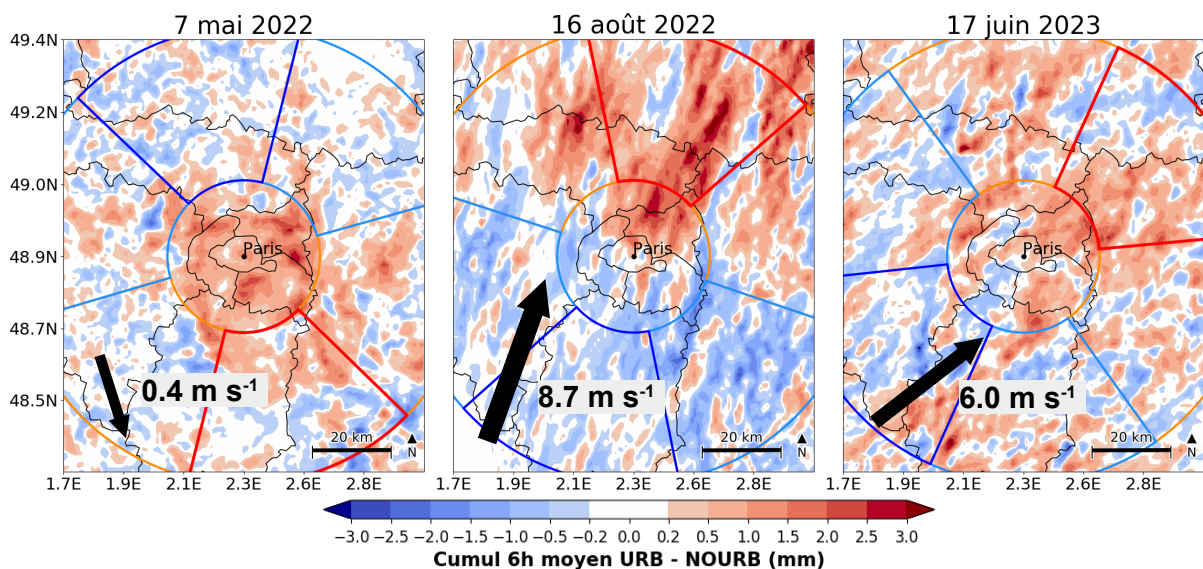 7 mai 2022
16 août 2022
17 juin 2023
49.4N
49.2N
49.0N
48.9N
48.7N
48.5N
Paris
Paris
Paris
0.4 m s-1
8.7 m s-1
6.0 m s-1
20 km
N
20 km
N
20 km
N
1.7E 1.9E 2.1E 2.3E 2.6E 2.8E
1.7E 1.9E 2.1E 2.3E 2.6E 2.8E
1.7E 1.9E 2.1E 2.3E 2.6E 2.8E
−3.0 −2.5 −2.0 −1.5 −1.0 −0.5 −0.2 0.2 0.5 1.0 1.5 2.0 2.5 3.0
Cumul 6h moyen URB - NOURB (mm)